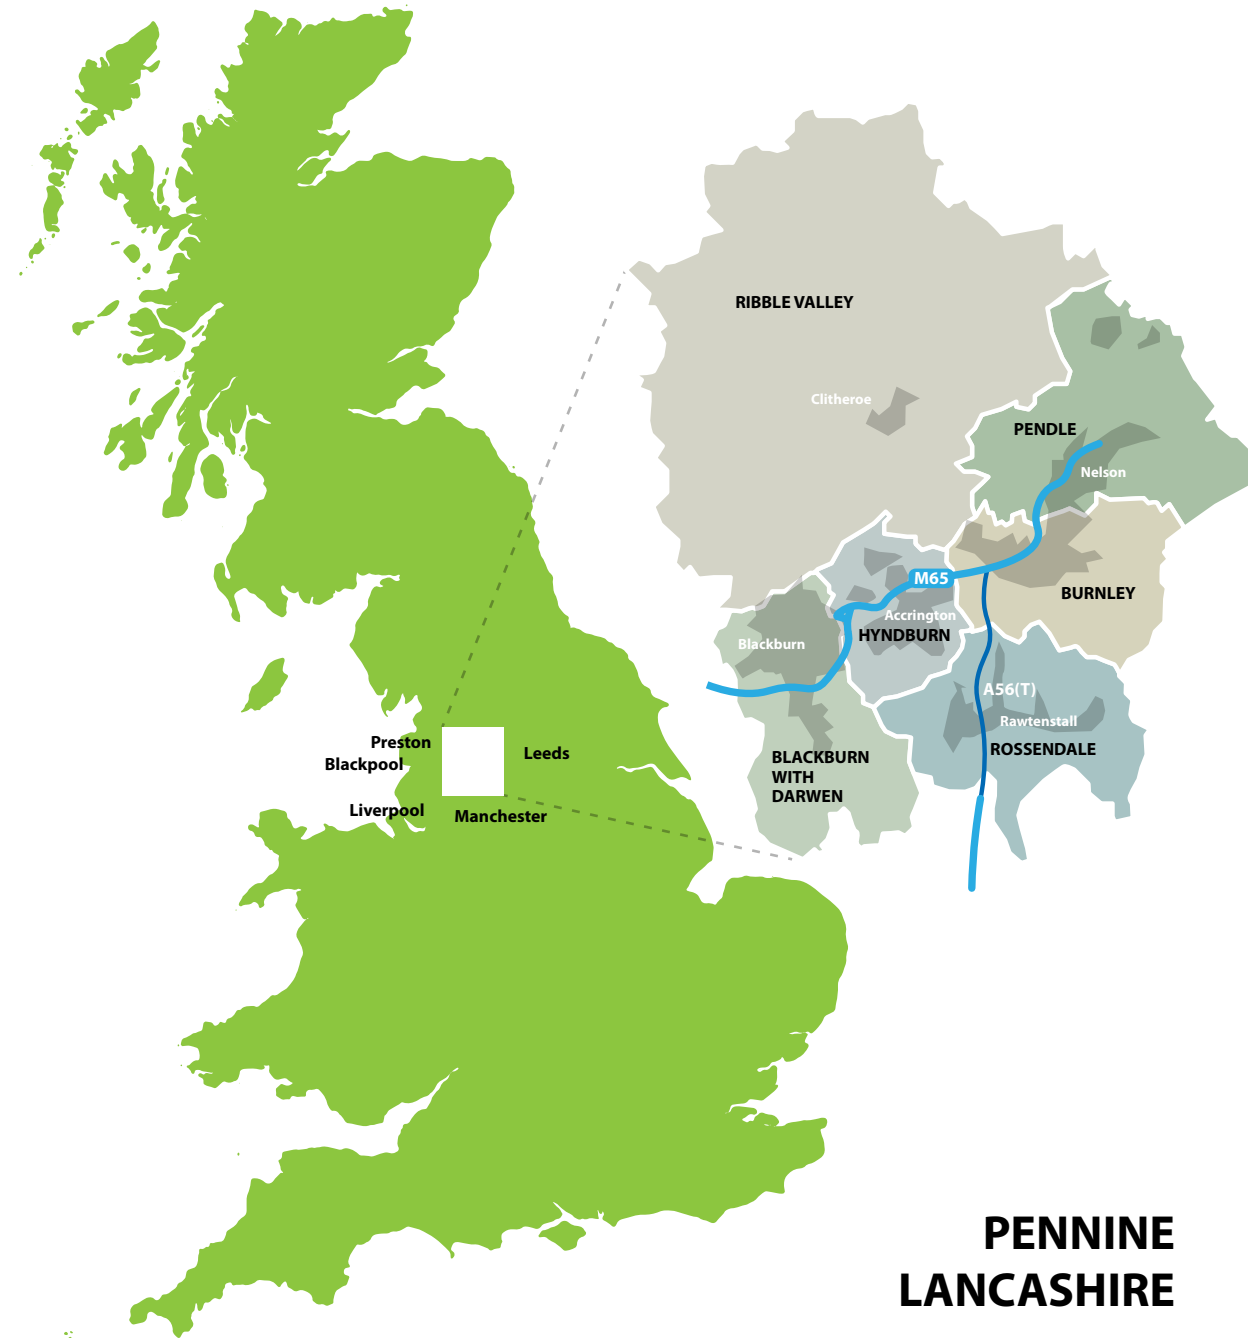 RIBBLE VALLEY
Clitheroe
PENDLE
Nelson
M65
BURNLEY
Accrington
HYNDBURN
Blackburn
A56(T)
Rawtenstall
ROSSENDALE
BLACKBURN
WITH
DARWEN
Preston
Blackpool
Leeds
Liverpool
Manchester
PENNINE
LANCASHIRE